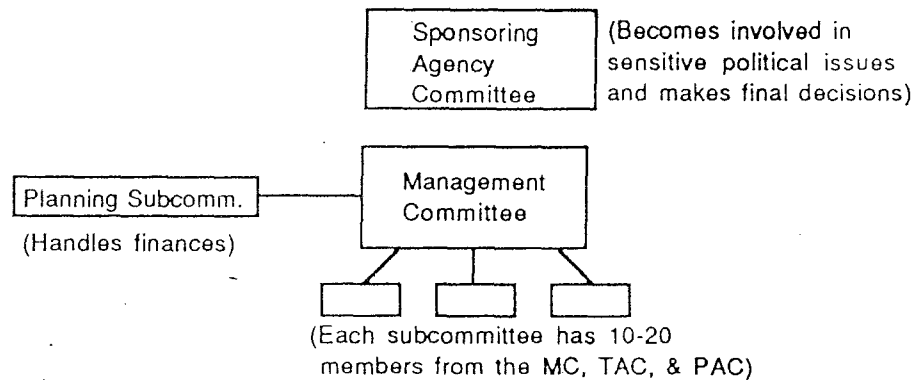 Sponsoring
Agency
Committee
(Becomes involved in
sensitive political issues
and makes final decisions)
Planning Subcomm.
(Handles finances)
Management
Committee
(Each subcommittee has 10-20
members from the MC, TAC, & PAC)